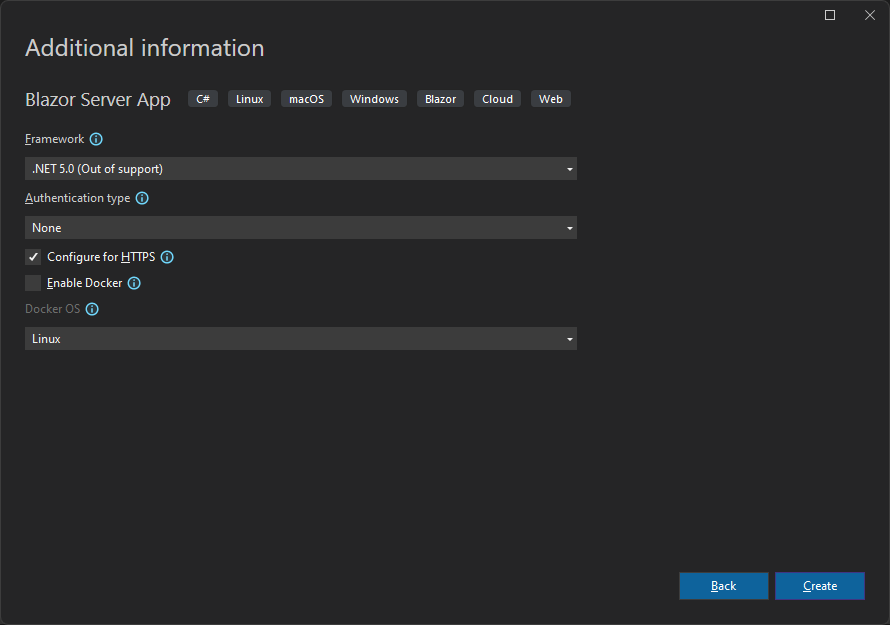 Additional information
Blazor Server App C# Linux macOS Windows Blazor Cloud Web
Framework
.NET 5.0 (Out of support)
Authentication type
None
Configure for HTTPS
Enable Docker
Docker OS
Linux
Back Create